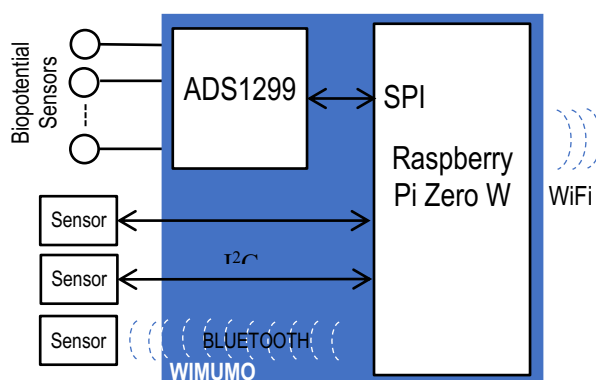 Biopotential
Sensors
ADS1299
SPI
Raspberry
Pi Zero W
WiFi
Sensor
Sensor
I²C
Sensor
BLUETOOTH
WIMUMO